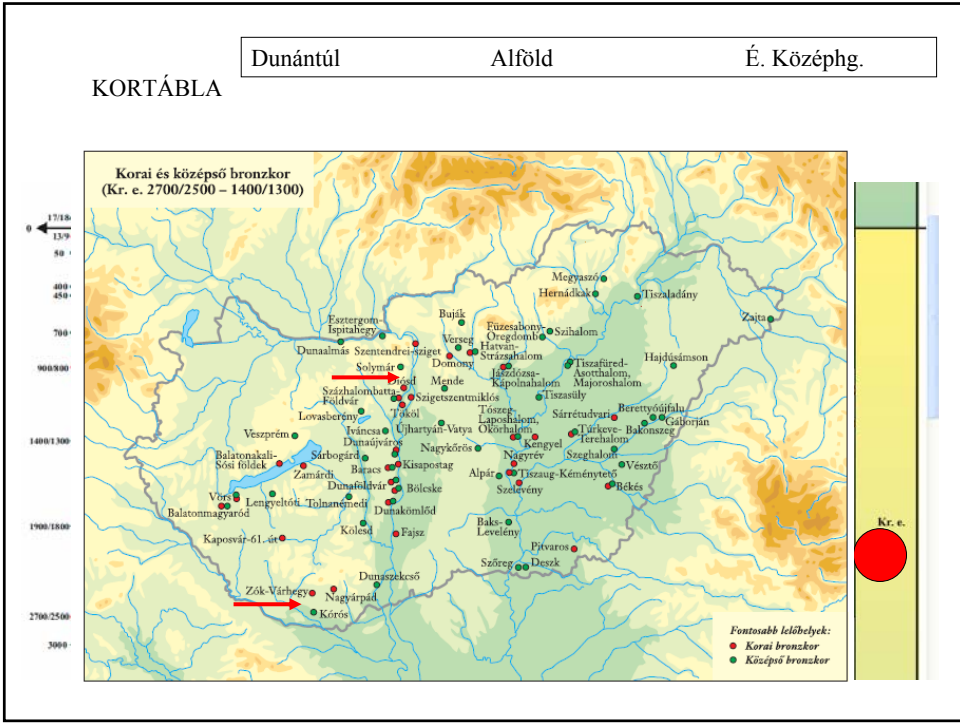 Dunántúl Alföld É. Középhg.
KORTÁBLA
Korai és középső bronzkor
(Kr. e. 2700/2500 – 1400/1300)
0
13/9
50
400
450
700
900/800
1400/1300
1900/1800
2700/2500
3000
Kr. e.
Megyaszó
Hernádkak
Tiszaladány
Zajta
Esztergom-
Ispitahegy
Buják
Füzesabony-
Öregdomb
Szihalom
Dunaalmás
Szentendrei-sziget
Verseg
Hatvan-
Strázsahalom
Domony
Solymár
Jászdózsa-
Kápolnahalom
Tiszafüred-
Ásotthalom,
Majoroshalom
Hajdúsámson
Diósd
Százhalombatta-
Földvár
Szigetszentmiklós
Mende
Tiszasüly
Tököl
Lovasberény
Újhartyán-Vatya
Tószeg-
Laposhalom,
Ökörhalom
Sárrétudvari
Berettyóújfalu
Gáborján
Bakonszeg
Veszprém
Iváncsa
Dunaújváros
Nagykőrös
Kengyel
Túrkeve-
Terehalom
Szeghalom
Balatonakali-
Sósi földek
Sárbogárd
Zamárdi
Baracs
Kisapostag
Nagyrév
Alpár
Tiszaug-Kéménytető
Vésztő
Dunaföldvár
Bölcske
Szelevény
Békés
Vörs
Lengyeltóti
Tolnanémedi
Balatonmagyaród
Dunakömlőd
Kölesd
Fajsz
Baks-
Levelény
Kaposvár-61. út
Pitvaros
Szőreg
Deszk
Dunaszekcső
Zók-Várhegy
Nagyárpád
Kórós
Fontosabb lelőhelyek:
Korai bronzkor
Középső bronzkor